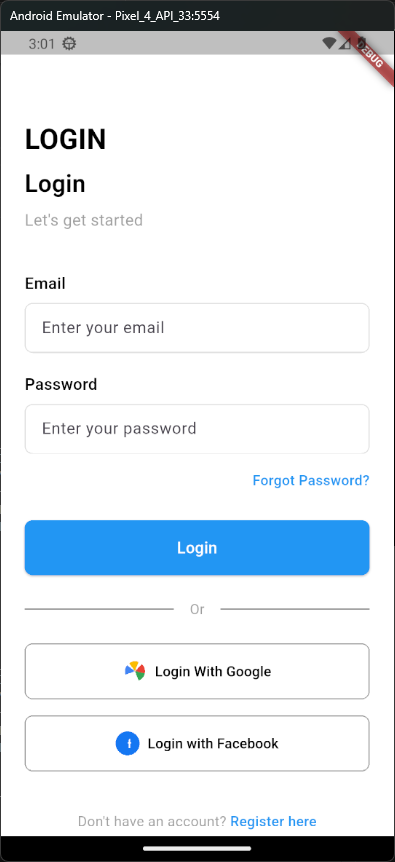 Android Emulator - Pixel_4_API_33:5554
3:01
DEBUG
LOGIN
Login
Let's get started
Email
Enter your email
Password
Enter your password
Forgot Password?
Login
Or
Login With Google
f Login with Facebook
Don't have an account? Register here